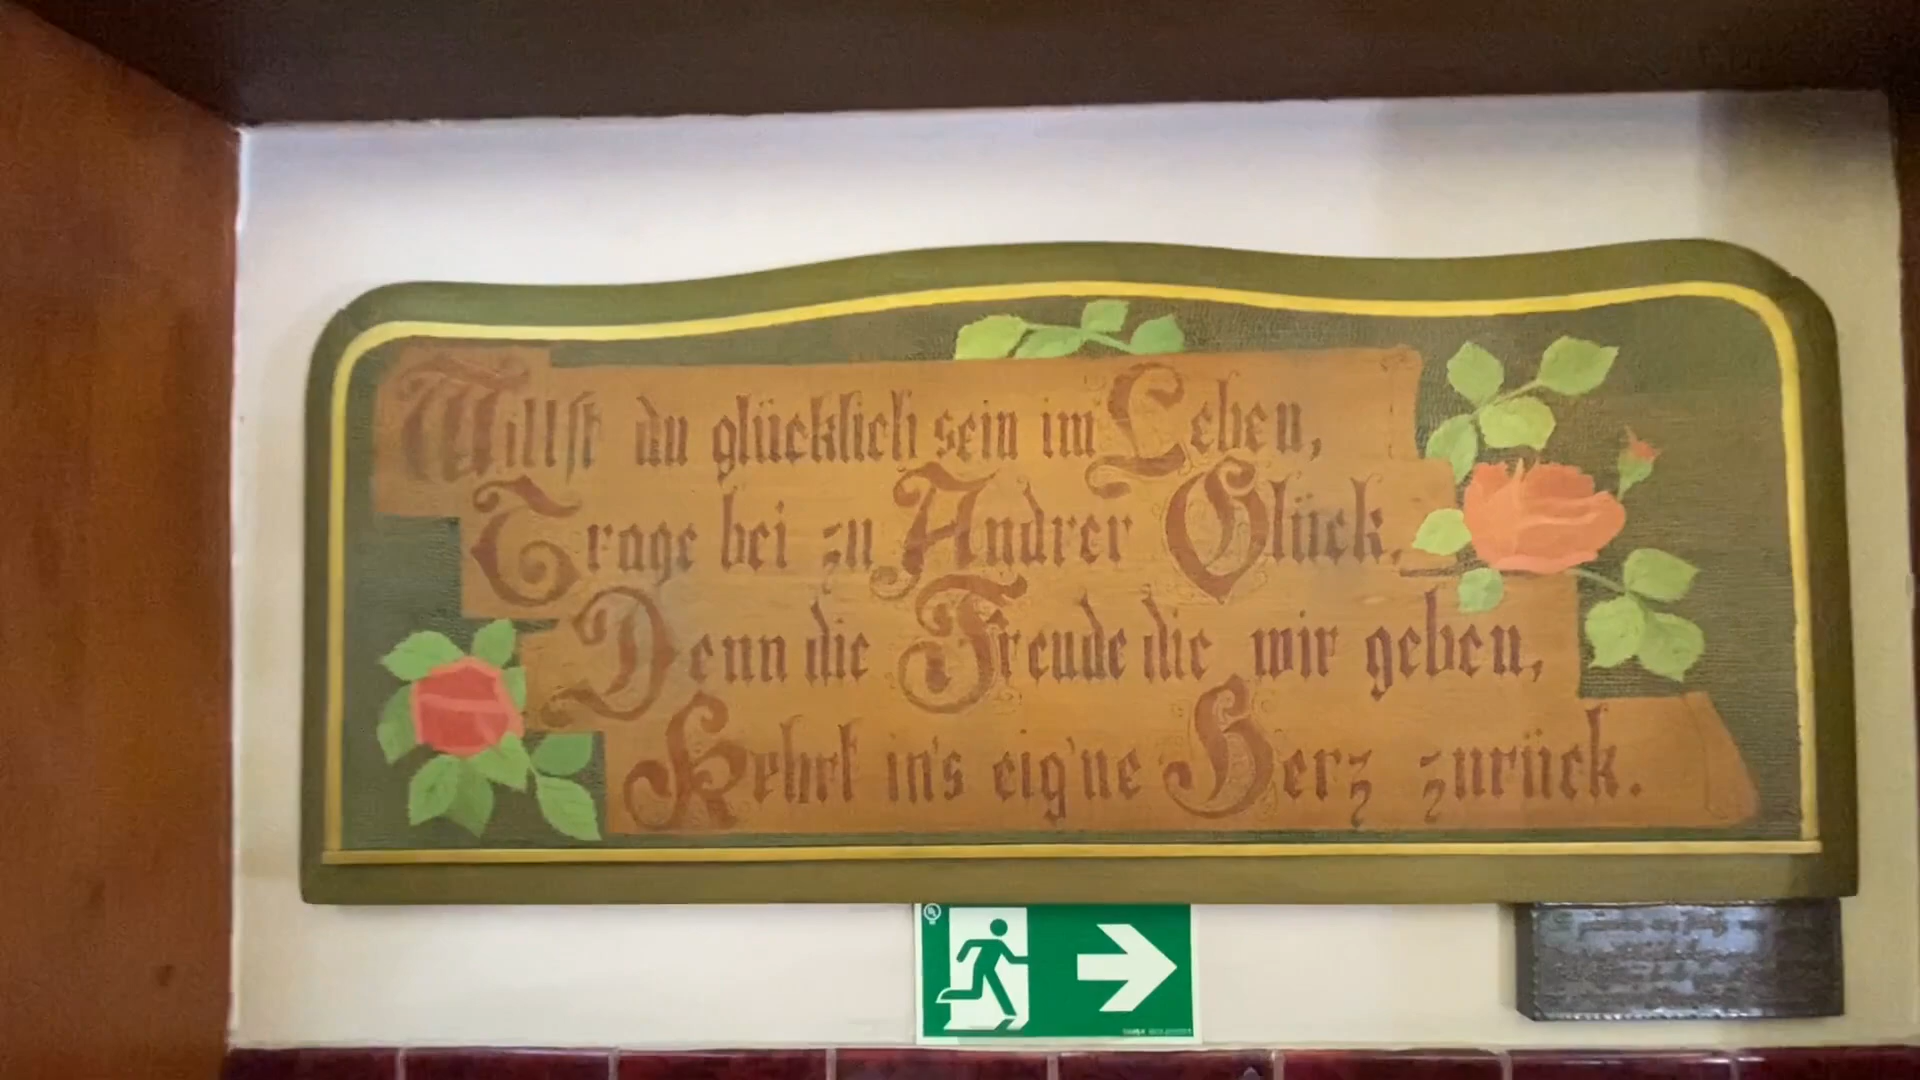 Willst du glücklich sein im Leben,
Trage bei zu Andrer Glück,
Denn die Freude die wir geben,
Kehrt in's eig'ne Herz zurück.